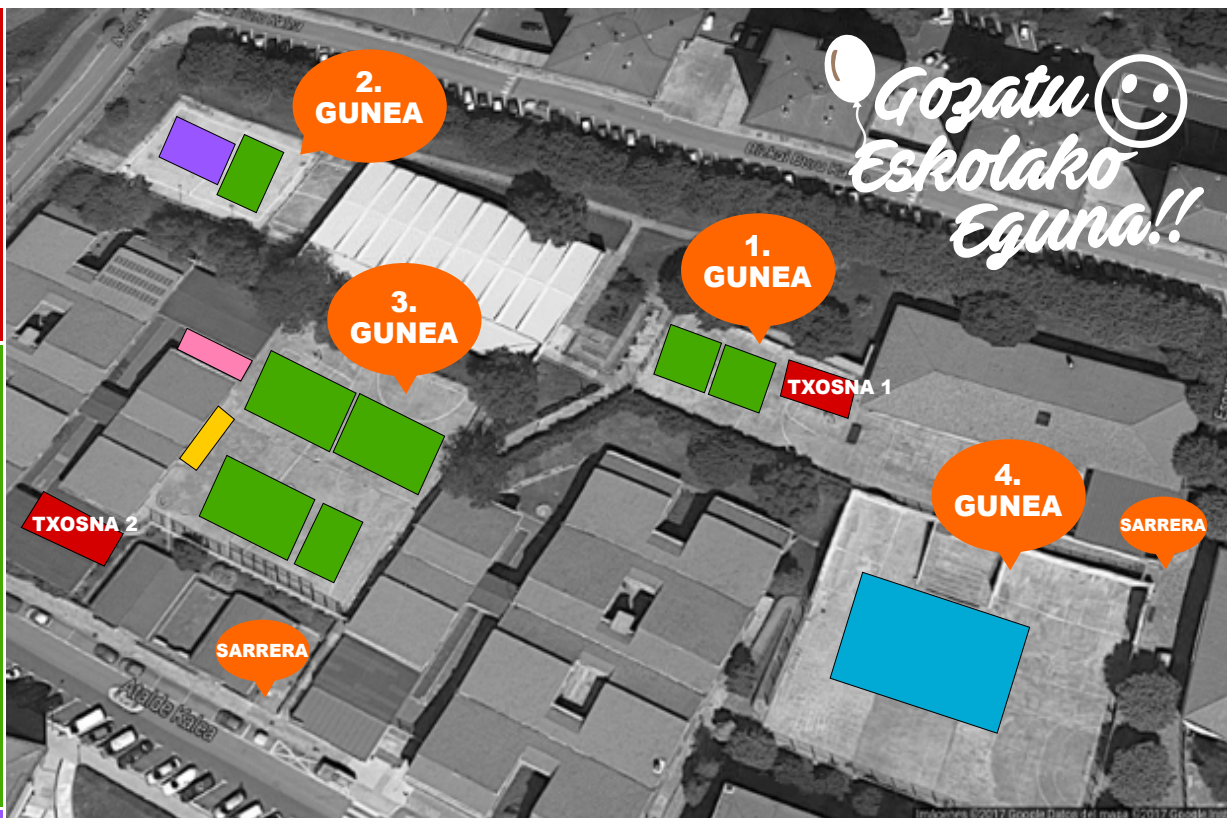 Gozatu
Eskolako
Eguna!!
2.
GUNEA
1.
GUNEA
3.
GUNEA
TXOSNA 1
4.
GUNEA
SARRERA
TXOSNA 2
SARRERA
Ataide Kalea
Imágenes ©2017 Google Datos del mapa ©2017 Google